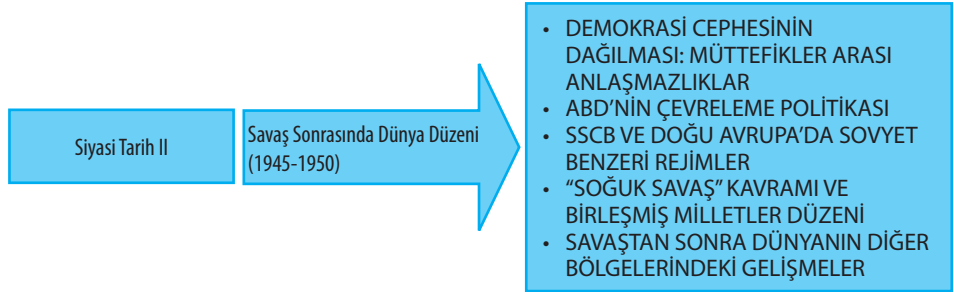 Siyasi Tarih II
Savaş Sonrasında Dünya Düzeni
(1945-1950)
• DEMOKRASİ CEPHESİNİN
DAĞILMASI: MÜTTEFİKLER ARASI
ANLAŞMAZLIKLAR
• ABD’NİN ÇEVRELEME POLİTİKASI
• SSCB VE DOĞU AVRUPA’DA SOVYET
BENZERİ REJİMLER
• “SOĞUK SAVAŞ” KAVRAMI VE
BİRLEŞMİŞ MİLLETLER DÜZENİ
• SAVAŞTAN SONRA DÜNYANIN DİĞER
BÖLGELERİNDEKİ GELİŞMELER